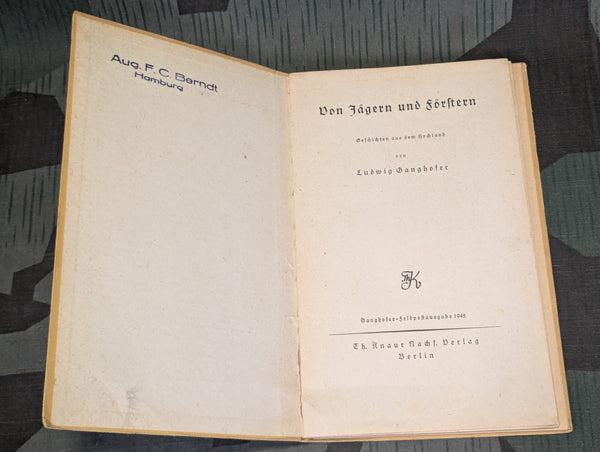 Aug. F. C. Berndt
Hamburg
Von Jägern und Förstern
Geschichten aus dem Hochland
von
Ludwig Ganghofer
Ganghofer-Feldpostausgabe
Th. Knaur Nachf. Verlag
Berlin